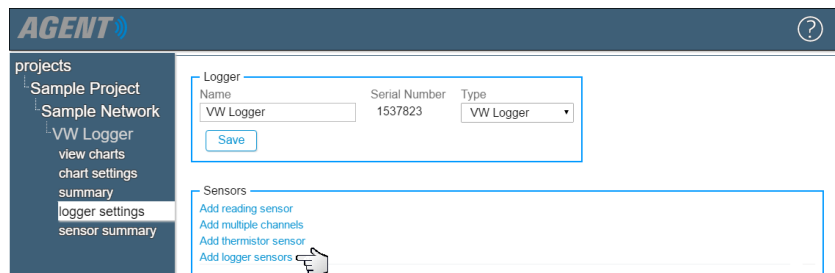 AGENT
?
projects
Sample Project
Sample Network
VW Logger
view charts
chart settings
summary
logger settings
sensor summary
Logger
Name Serial Number Type
VW Logger 1537823 VW Logger
Save
Sensors
Add reading sensor
Add multiple channels
Add thermistor sensor
Add logger sensors